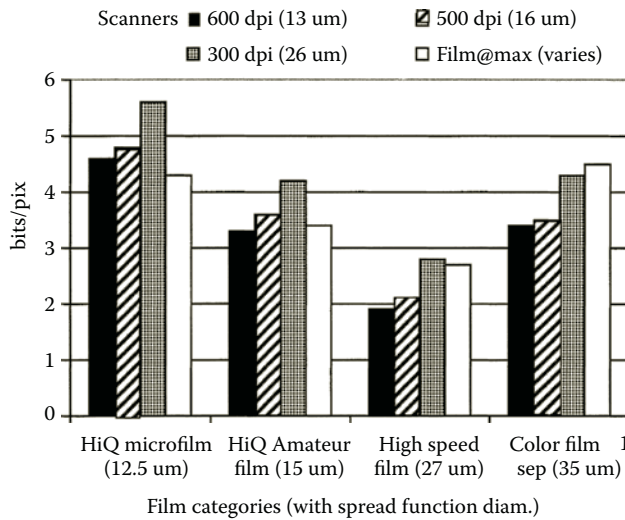 Scanners 600 dpi (13 um) 500 dpi (16 um)
300 dpi (26 um) Film@max (varies)
6
5
4
3
2
1
0
bits/pix
HiQ microfilm HiQ Amateur High speed Color film 1
(12.5 um) film (15 um) film (27 um) sep (35 um)
Film categories (with spread function diam.)